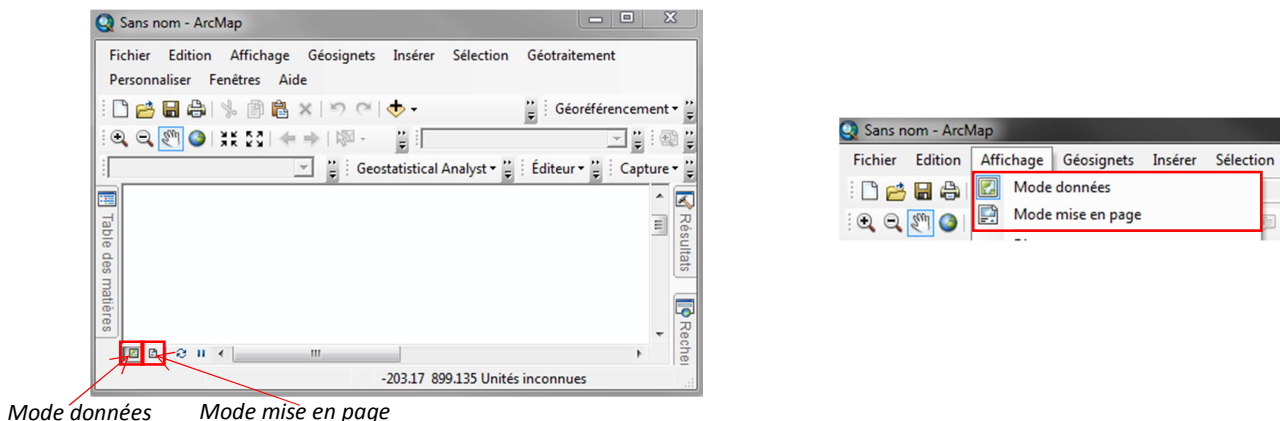 Sans nom - ArcMap
Fichier Edition Affichage Géosignets Insérer Sélection Géotraitement
Personnaliser Fenêtres Aide
Géoréférencement
Geostatistical Analyst Éditeur Capture
Table des matières
Résultats
Recher
-203.17 899.135 Unités inconnues
Mode données Mode mise en page
Sans nom - ArcMap
Fichier Edition Affichage Géosignets Insérer Sélection
Mode données
Mode mise en page